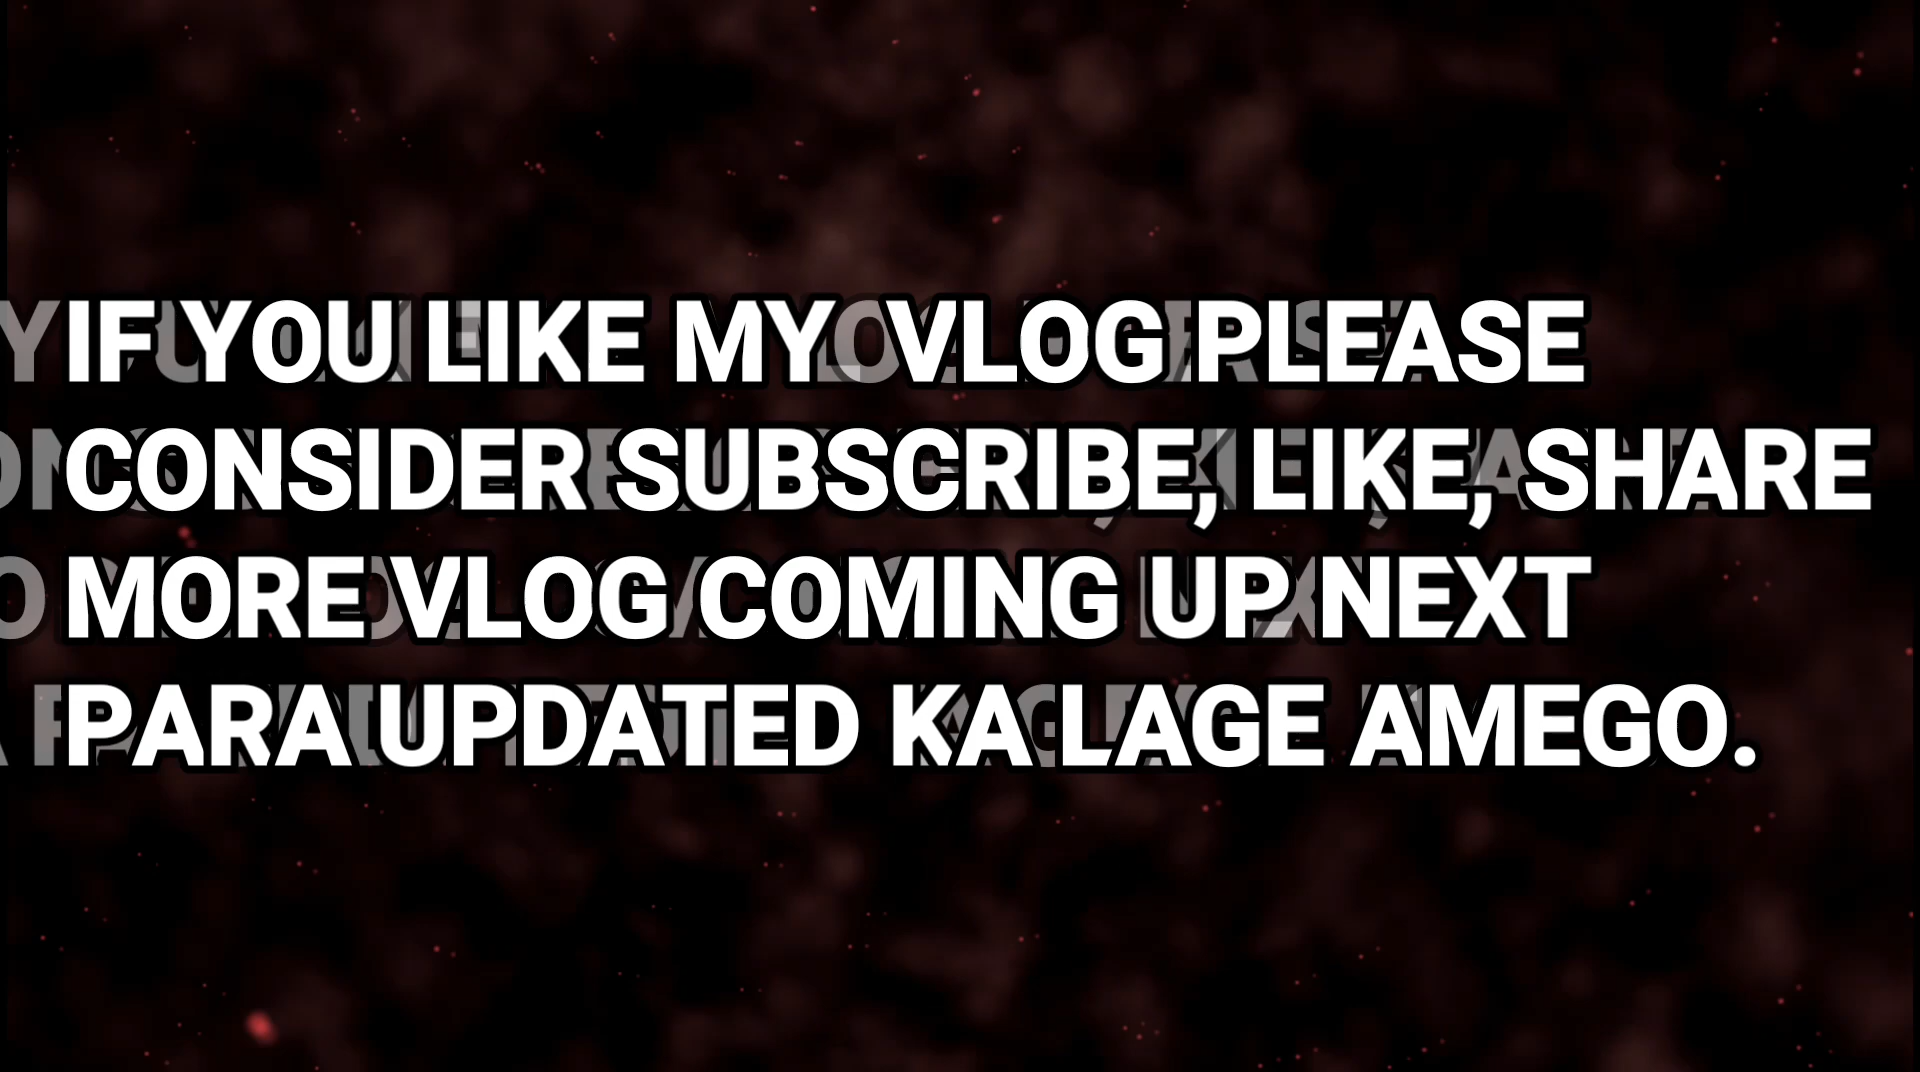 IF YOU LIKE MY VLOG PLEASE
CONSIDER SUBSCRIBE, LIKE, SHARE
MORE VLOG COMING UP NEXT
PARA UPDATED KA LAGE AMEGO.